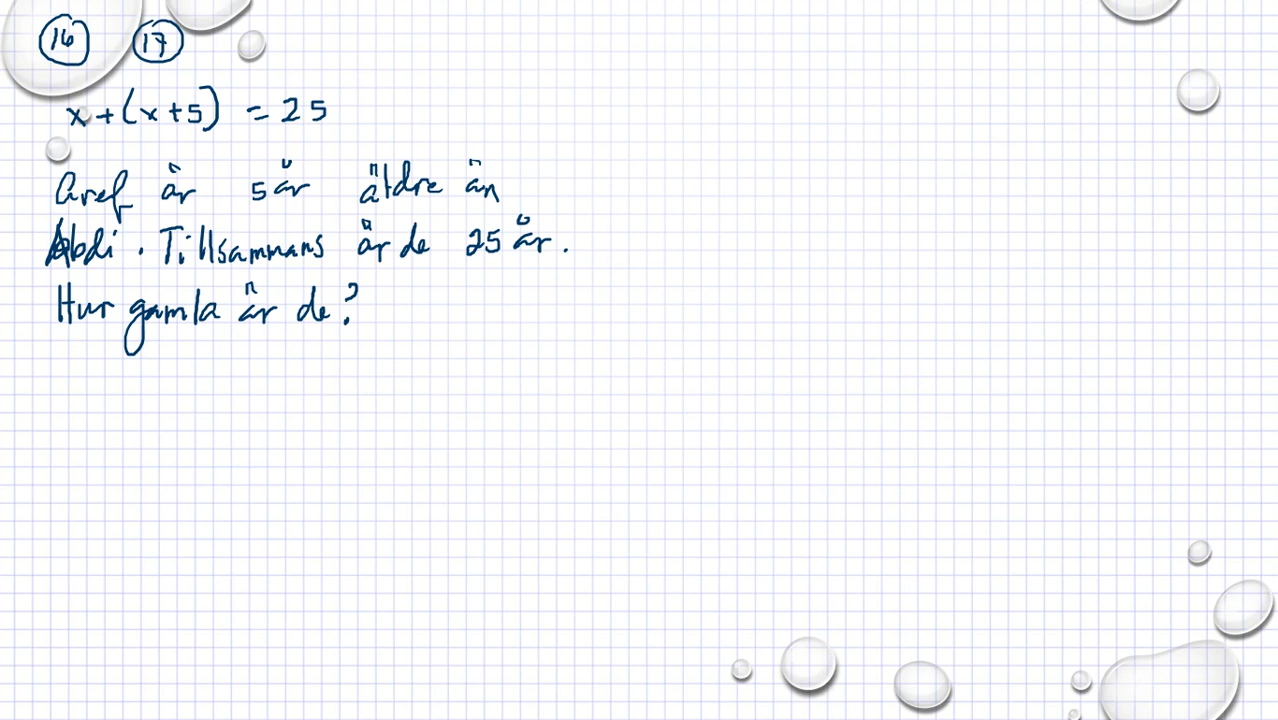 16 17
x+(x+5) = 25
Aref är 5 år äldre än
Abdi. Tillsammans är de 25 år.
Hur gamla är de?